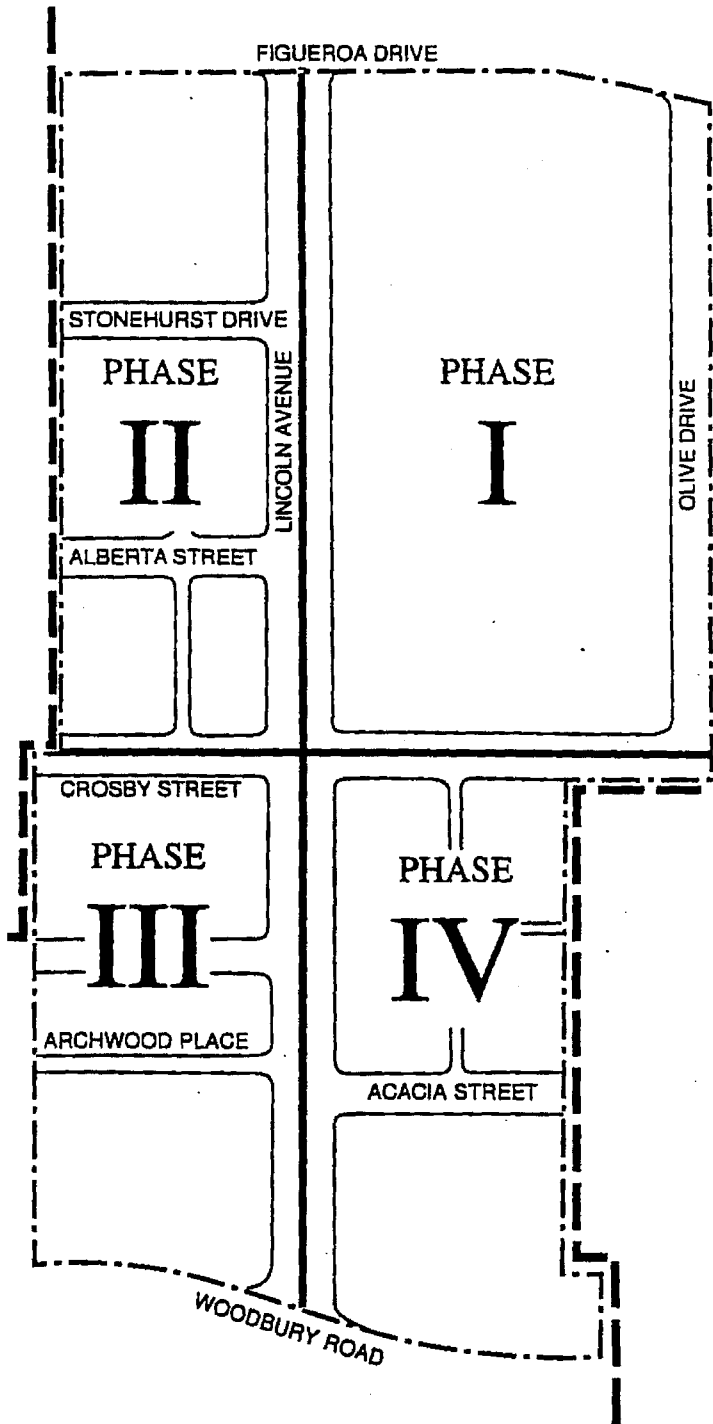 FIGUEROA DRIVE
STONEHURST DRIVE
PHASE
II
LINCOLN AVENUE
PHASE
I
OLIVE DRIVE
ALBERTA STREET
CROSBY STREET
PHASE
III
PHASE
IV
ARCHWOOD PLACE
ACACIA STREET
WOODBURY ROAD